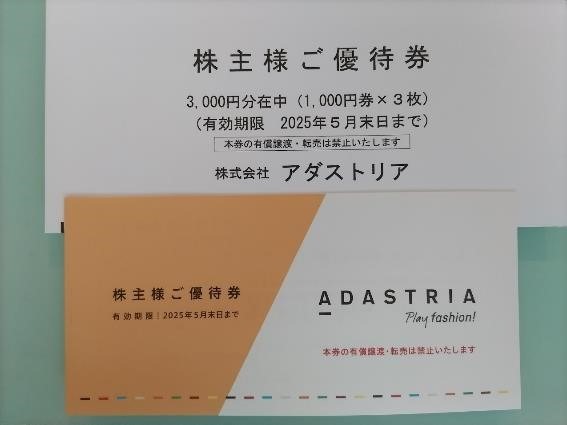 株主様ご優待券
3,000円分在中（1,000円券×３枚）
（有効期限　2025年５月末日まで）
本券の有償譲渡・転売は禁止いたします
株式会社 アダストリア
株主様ご優待券
有効期限｜2025年5月末日まで
ADASTRIA
Play fashion!
本券の有償譲渡・転売は禁止いたします